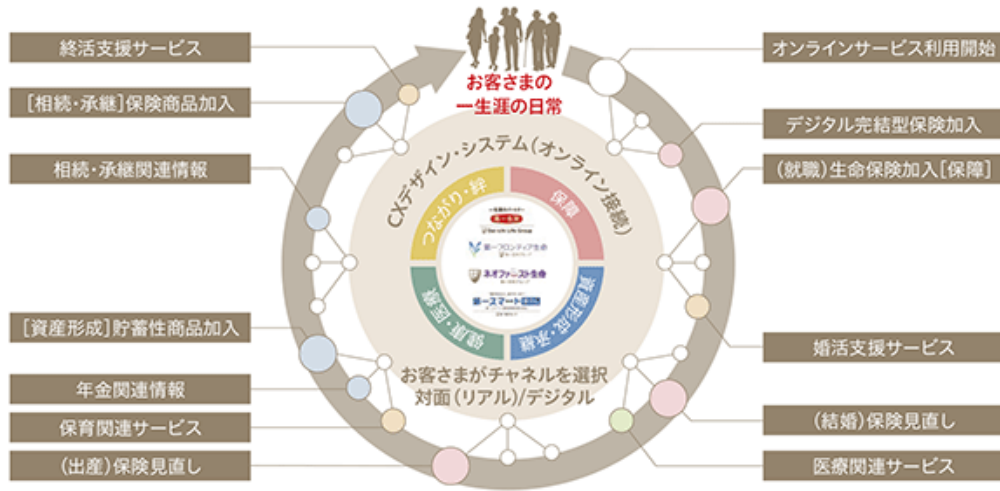 お客さまの
一生涯の日常
オンラインサービス利用開始
デジタル完結型保険加入
(就職)生命保険加入[保障]
婚活支援サービス
(結婚)保険見直し
医療関連サービス
終活支援サービス
[相続・承継]保険商品加入
相続・承継関連情報
[資産形成]貯蓄性商品加入
年金関連情報
保育関連サービス
(出産)保険見直し
CXデザイン・システム(オンライン接続)
つながり・絆
保障
健康・医療
資産形成・承継
第一生命
Dai-ichi Life Group
第一フロンティア生命
ネオファースト生命
第一スマート
お客さまがチャネルを選択
対面(リアル)/デジタル